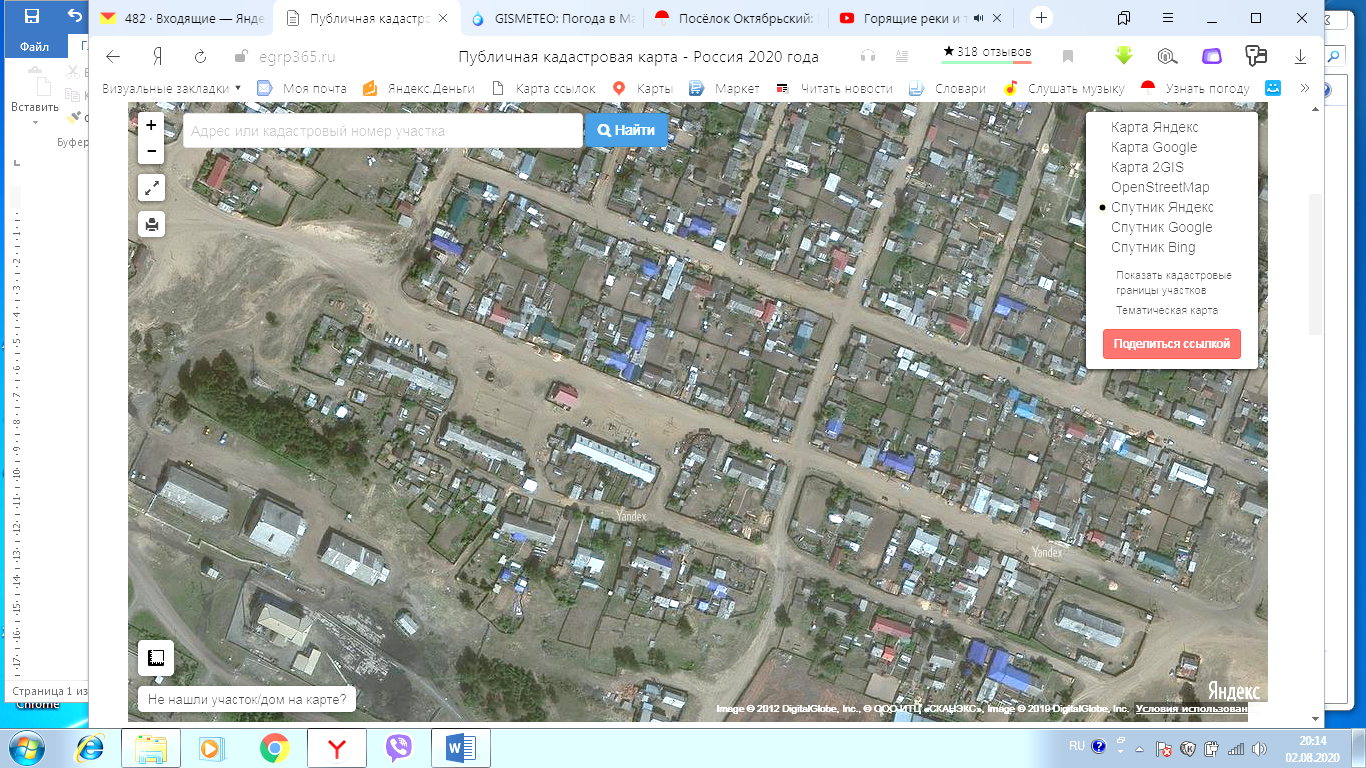 482 · Входящие — Янде
Публичная кадастра
GISMETEO: Погода в Ма
Посёлок Октябрьский:
Горящие реки и т
Файл
egrp365.ru
Публичная кадастровая карта - Россия 2020 года
★318 отзывов
Вставить
Визуальные закладки
Моя почта
Яндекс.Деньги
Карта ссылок
Карты
Маркет
Читать новости
Словари
Слушать музыку
Узнать погоду
Буфер
Адрес или кадастровый номер участка
Найти
Карта Яндекс
Карта Google
Карта 2GIS
OpenStreetMap
Спутник Яндекс
Спутник Google
Спутник Bing
Показать кадастровые
границы участков
Тематическая карта
Поделиться ссылкой
Yandex
Yandex
Не нашли участок/дом на карте?
Яндекс
Image © 2012 DigitalGlobe, Inc., © ООО ИТЦ «СКАНЭКС», Image © 2019 DigitalGlobe, Inc. Условия использован
Страница 1 из
Chrome
RU
20:14
02.08.2020